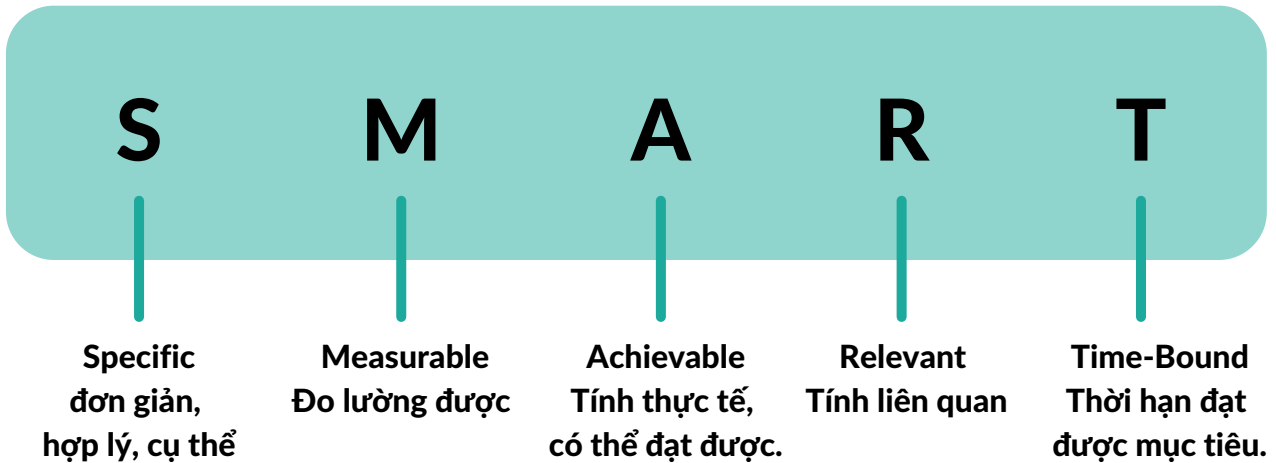 S
M
A
R
T
Specific
đơn giản,
hợp lý, cụ thể
Measurable
Đo lường được
Achievable
Tính thực tế,
có thể đạt được.
Relevant
Tính liên quan
Time-Bound
Thời hạn đạt
được mục tiêu.